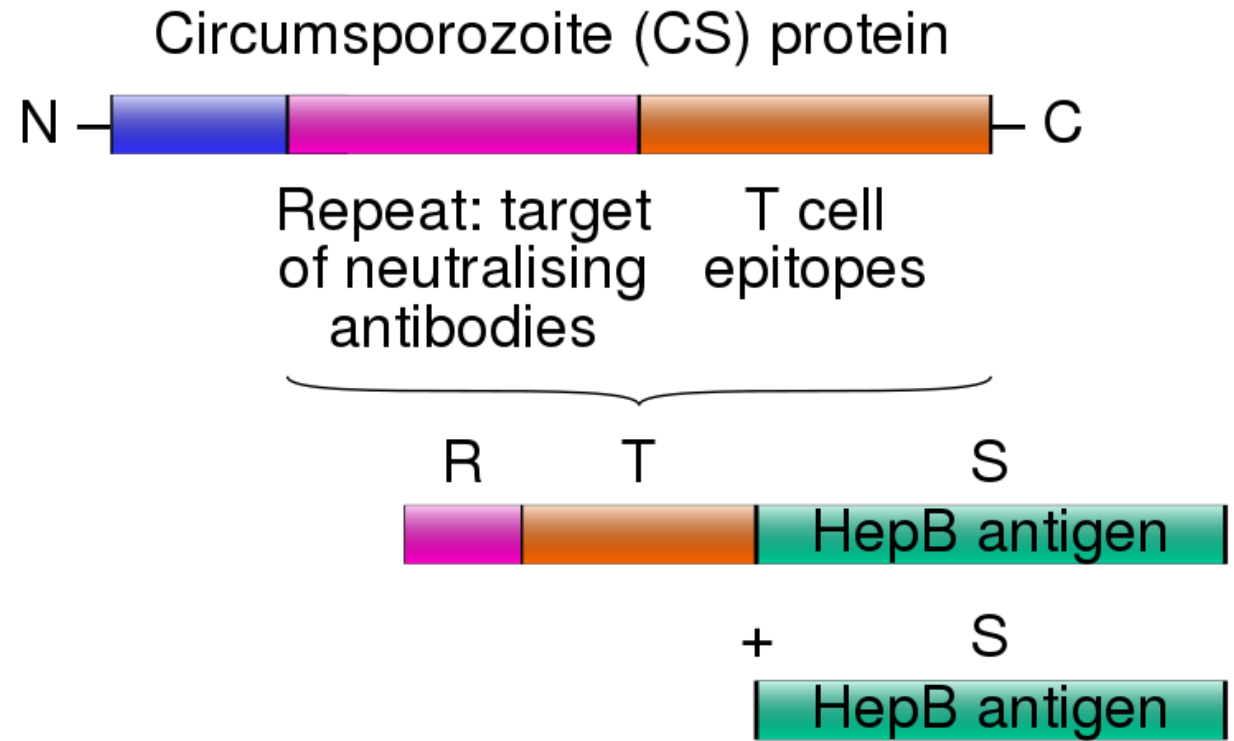 Circumsporozoite (CS) protein
N
C
Repeat: target
of neutralising
antibodies
T cell
epitopes
R T S
HepB antigen
+ S
HepB antigen